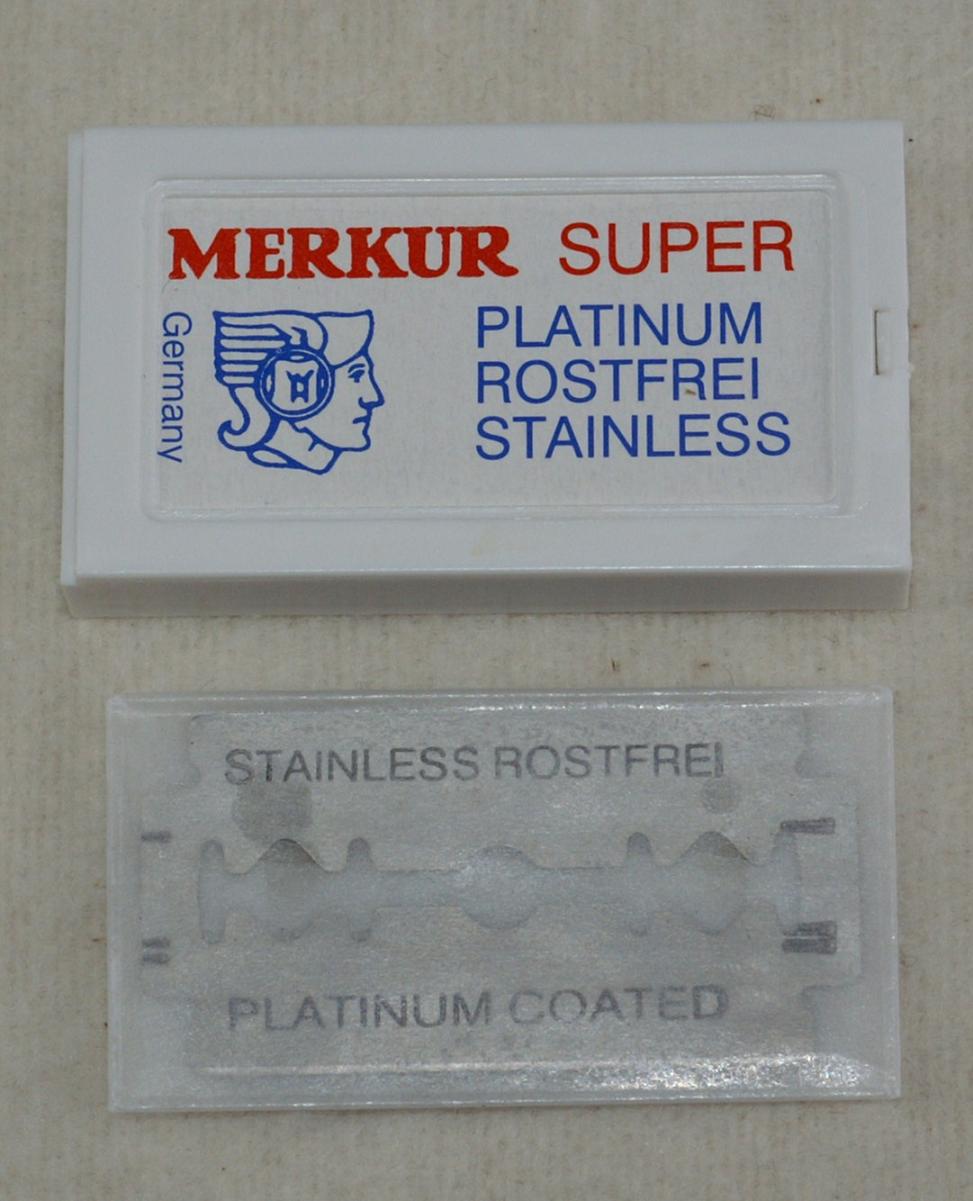 MERKUR SUPER
Germany
PLATINUM
ROSTFREI
STAINLESS
STAINLESS ROSTFREI
PLATINUM COATED